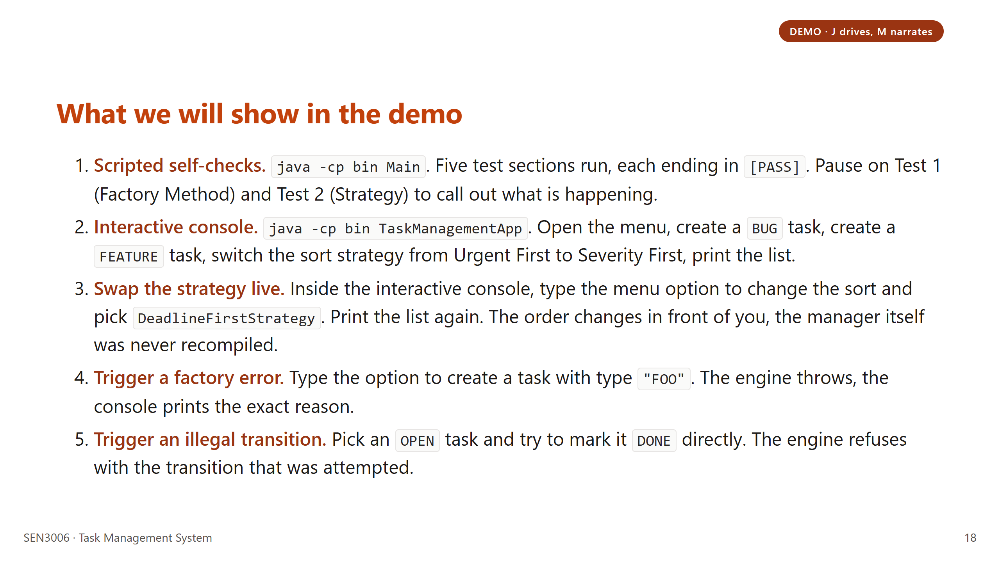 DEMO · J drives, M narrates
What we will show in the demo
1. Scripted self-checks. java -cp bin Main. Five test sections run, each ending in [PASS]. Pause on Test 1
(Factory Method) and Test 2 (Strategy) to call out what is happening.
2. Interactive console. java -cp bin TaskManagementApp. Open the menu, create a BUG task, create a
FEATURE task, switch the sort strategy from Urgent First to Severity First, print the list.
3. Swap the strategy live. Inside the interactive console, type the menu option to change the sort and
pick DeadlineFirstStrategy. Print the list again. The order changes in front of you, the manager itself
was never recompiled.
4. Trigger a factory error. Type the option to create a task with type "FOO". The engine throws, the
console prints the exact reason.
5. Trigger an illegal transition. Pick an OPEN task and try to mark it DONE directly. The engine refuses
with the transition that was attempted.
SEN3006 · Task Management System
18